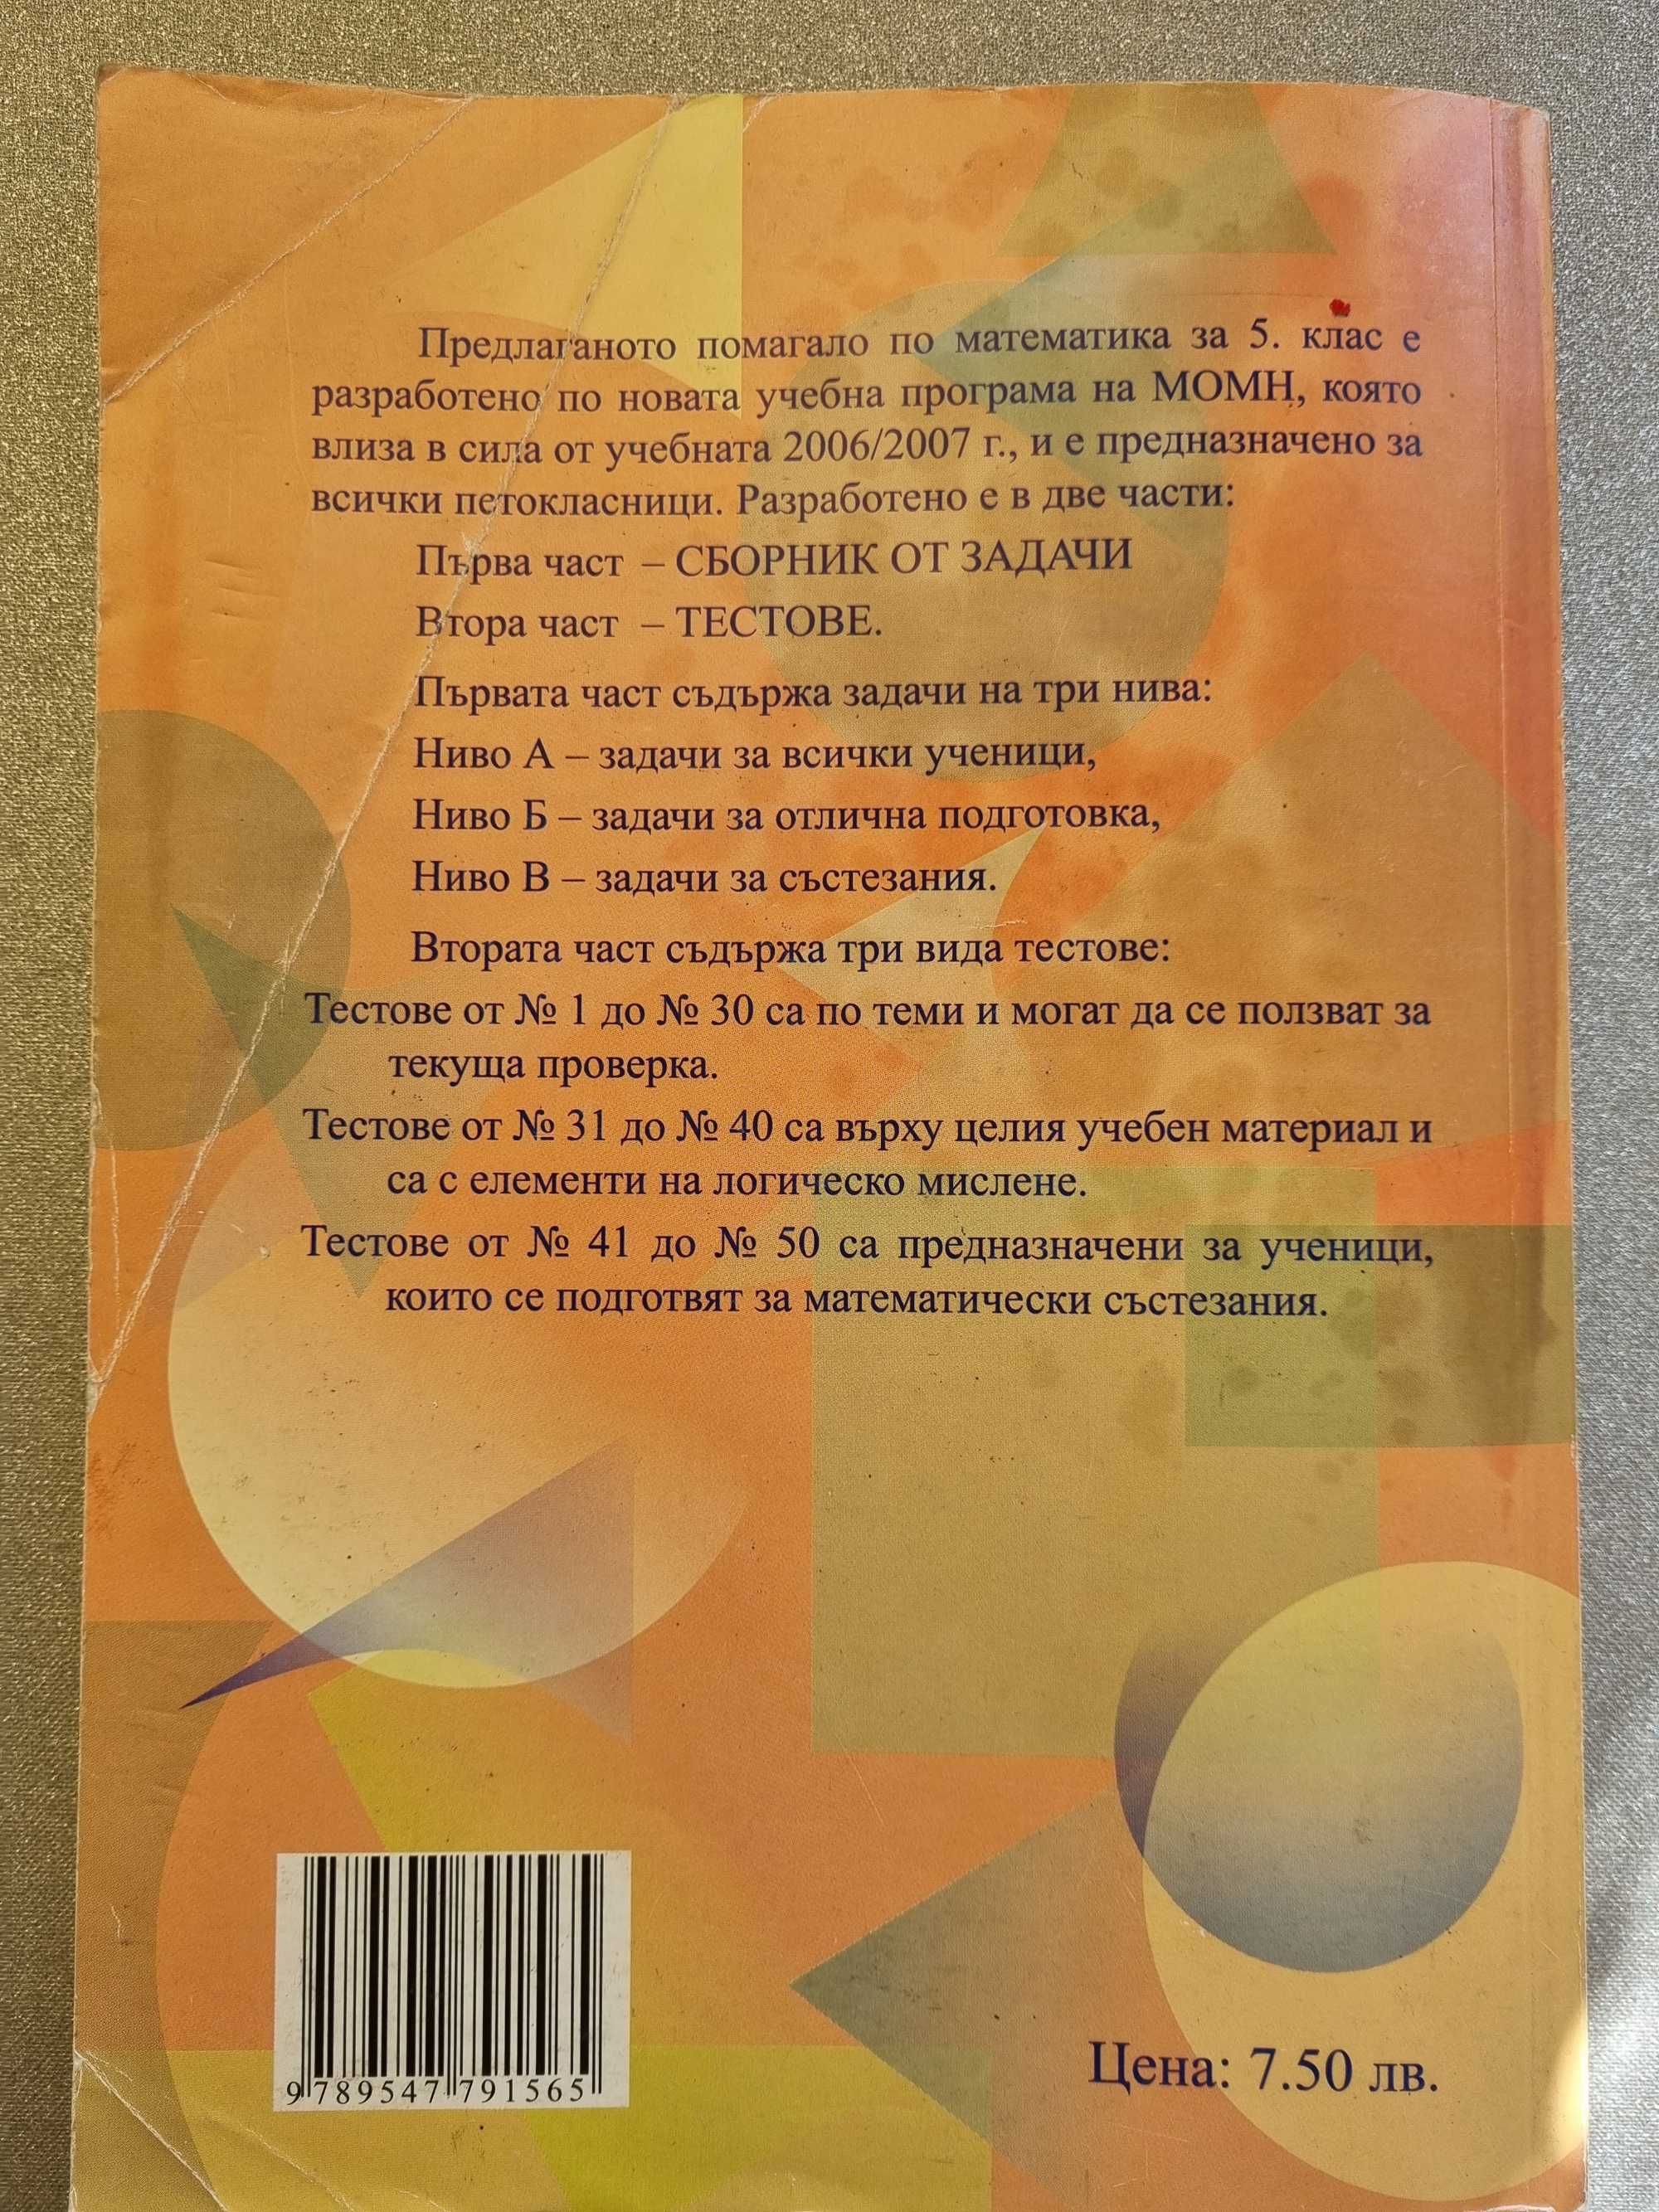 Предлаганото помагало по математика за 5. клас е
разработено по новата учебна програма на МОМН, която
влиза в сила от учебната 2006/2007 г., и е предназначено за
всички петокласници. Разработено е в две части:
Първа част – СБОРНИК ОТ ЗАДАЧИ
Втора част – ТЕСТОВЕ.
Първата част съдържа задачи на три нива:
Ниво А – задачи за всички ученици,
Ниво Б – задачи за отлична подготовка,
Ниво В – задачи за състезания.
Втората част съдържа три вида тестове:
Тестове от № 1 до № 30 са по теми и могат да се ползват за
текуща проверка.
Тестове от № 31 до № 40 са върху целия учебен материал и
са с елементи на логическо мислене.
Тестове от № 41 до № 50 са предназначени за ученици,
които се подготвят за математически състезания.
Цена: 7.50 лв.
9 789547 791565